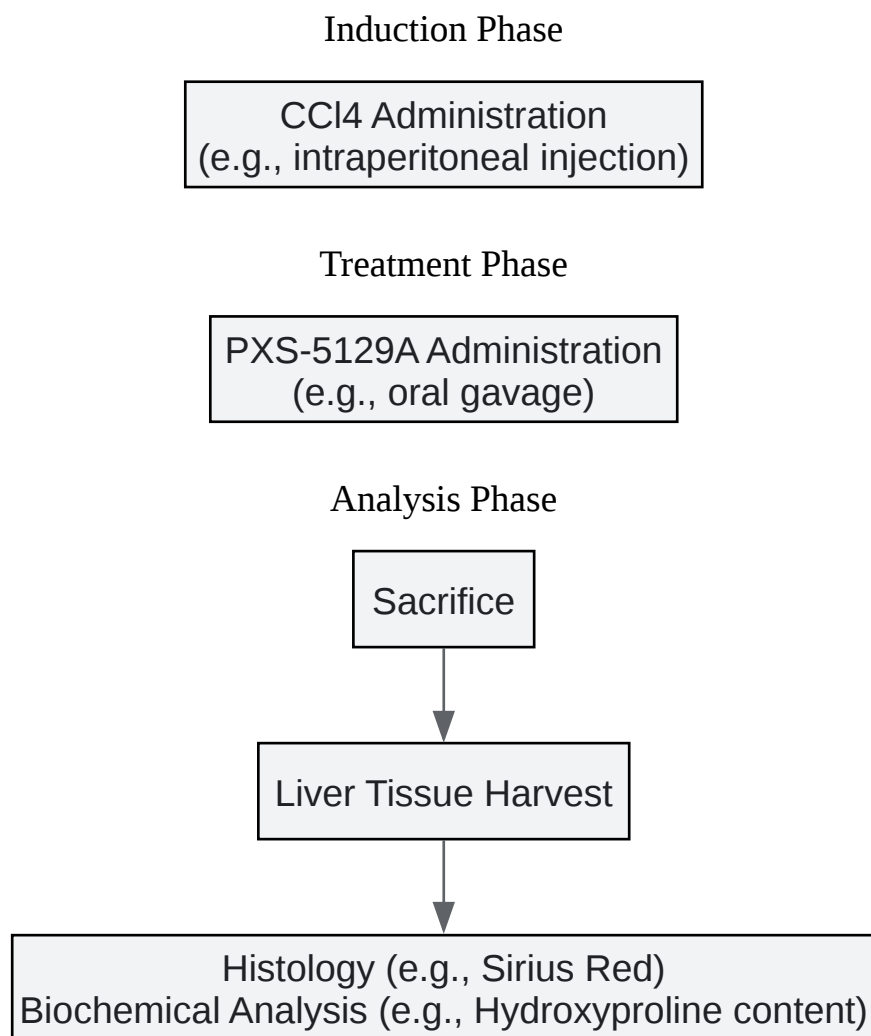 Induction Phase
CCl4 Administration
(e.g., intraperitoneal injection)
Treatment Phase
PXS-5129A Administration
(e.g., oral gavage)
Analysis Phase
Sacrifice
Liver Tissue Harvest
Histology (e.g., Sirius Red)
Biochemical Analysis (e.g., Hydroxyproline content)